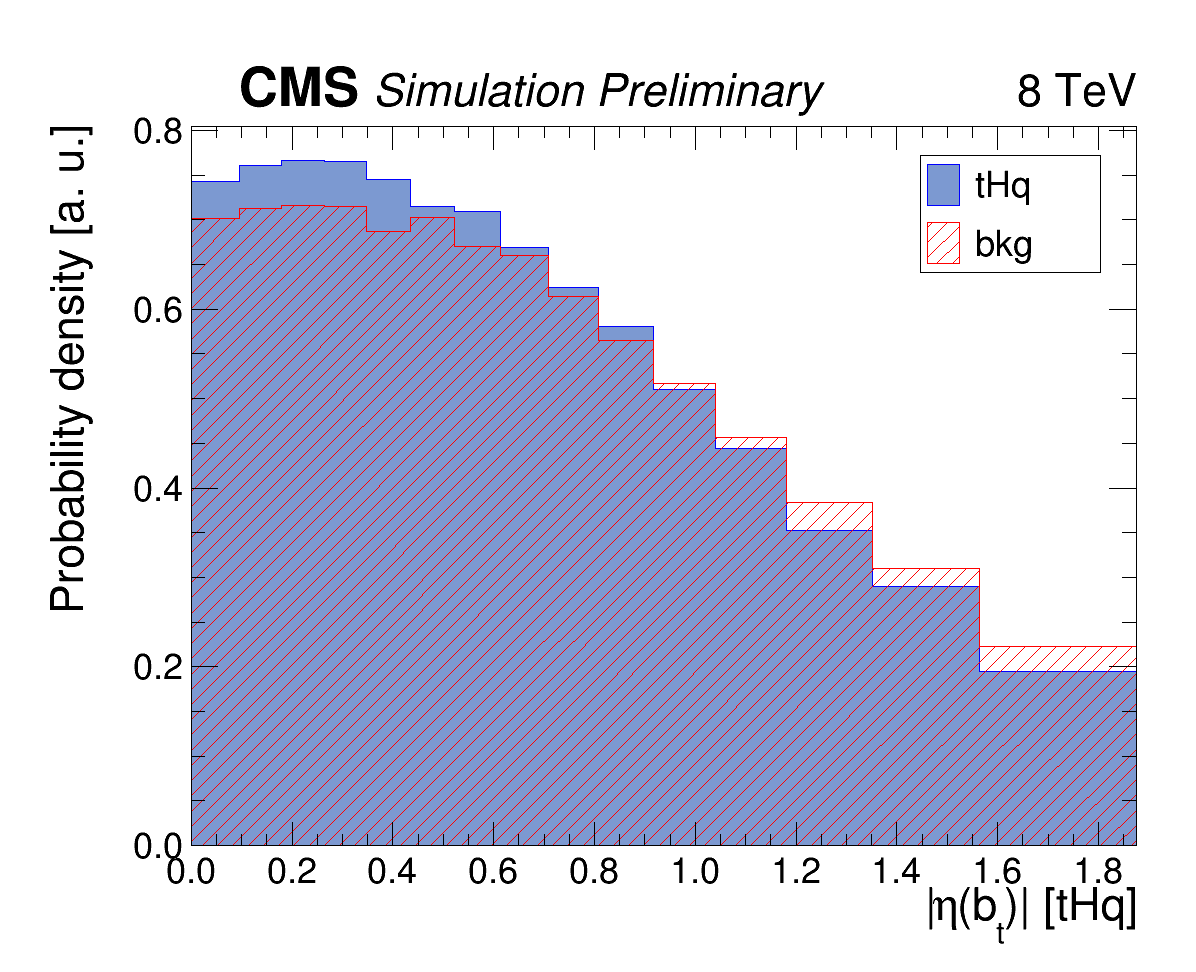 CMS Simulation Preliminary 8 TeV
Probability density [a. u.]
0.8
0.6
0.4
0.2
0.0
tHq
bkg
0.0 0.2 0.4 0.6 0.8 1.0 1.2 1.4 1.6 1.8
|η(b_t)| [tHq]